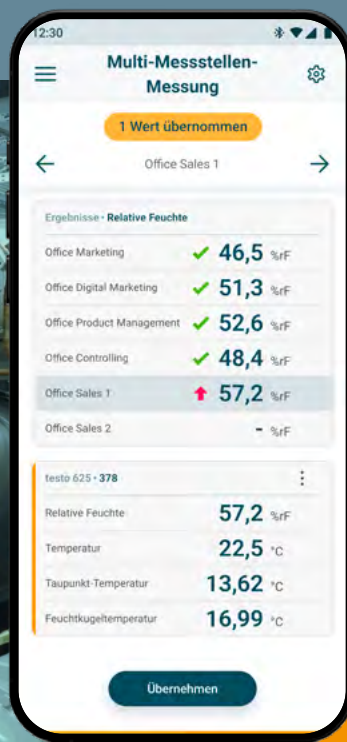 12:30
Multi-Messstellen-
Messung
1 Wert übernommen
Office Sales 1
Ergebnisse • Relative Feuchte
Office Marketing 46,5 %rF
Office Digital Marketing 51,3 %rF
Office Product Management 52,6 %rF
Office Controlling 48,4 %rF
Office Sales 1 57,2 %rF
Office Sales 2 - %rF
testo 625 • 378
Relative Feuchte 57,2 %rF
Temperatur 22,5 °C
Taupunkt-Temperatur 13,62 °C
Feuchtkugeltemperatur 16,99 °C
Übernehmen